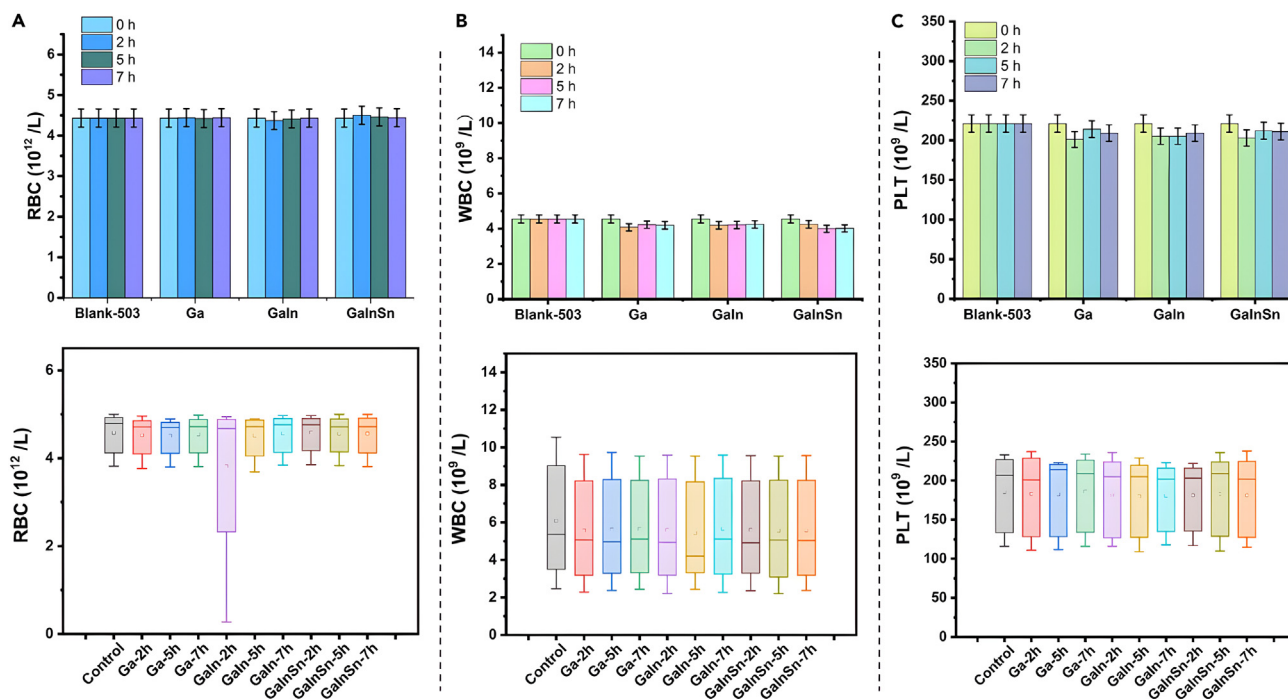 A
0 h
2 h
5 h
7 h
RBC (10¹² /L)
6
5
4
3
2
1
0
Blank-503 Ga GaIn GaInSn
B
0 h
2 h
5 h
7 h
WBC (10⁹ /L)
14
12
10
8
6
4
2
0
Blank-503 Ga GaIn GaInSn
C
0 h
2 h
5 h
7 h
PLT (10⁹ /L)
350
300
250
200
150
100
50
0
Blank-503 Ga GaIn GaInSn
RBC (10¹² /L)
6
4
2
0
Control
Ga-2h
Ga-5h
Ga-7h
GaIn-2h
GaIn-5h
GaIn-7h
GaInSn-2h
GaInSn-5h
GaInSn-7h
WBC (10⁹ /L)
14
12
10
8
6
4
2
0
Control
Ga-2h
Ga-5h
Ga-7h
GaIn-2h
GaIn-5h
GaIn-7h
GaInSn-2h
GaInSn-5h
GaInSn-7h
PLT (10⁹ /L)
350
300
250
200
150
100
50
0
Control
Ga-2h
Ga-5h
Ga-7h
GaIn-2h
GaIn-5h
GaIn-7h
GaInSn-2h
GaInSn-5h
GaInSn-7h